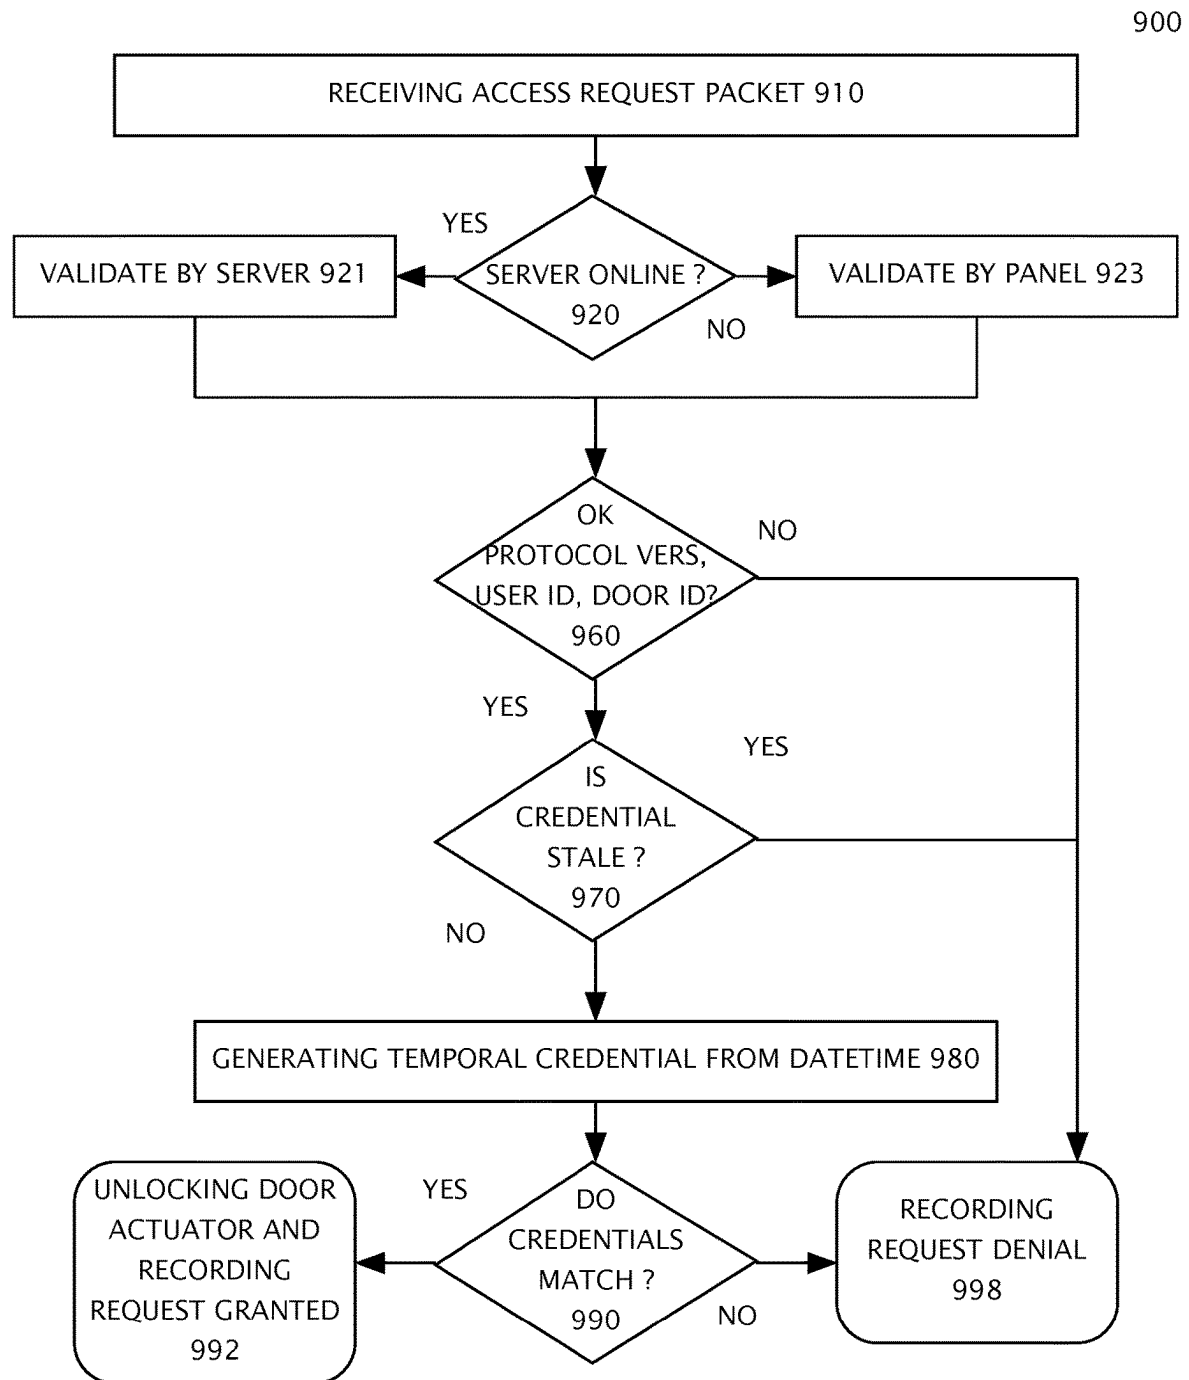 900
RECEIVING ACCESS REQUEST PACKET 910
YES
VALIDATE BY SERVER 921
SERVER ONLINE ?
920
VALIDATE BY PANEL 923
NO
OK
PROTOCOL VERS,
USER ID, DOOR ID?
960
NO
YES
IS
CREDENTIAL
STALE ?
970
YES
NO
GENERATING TEMPORAL CREDENTIAL FROM DATETIME 980
UNLOCKING DOOR
ACTUATOR AND
RECORDING
REQUEST GRANTED
992
YES
DO
CREDENTIALS
MATCH ?
990
NO
RECORDING
REQUEST DENIAL
998